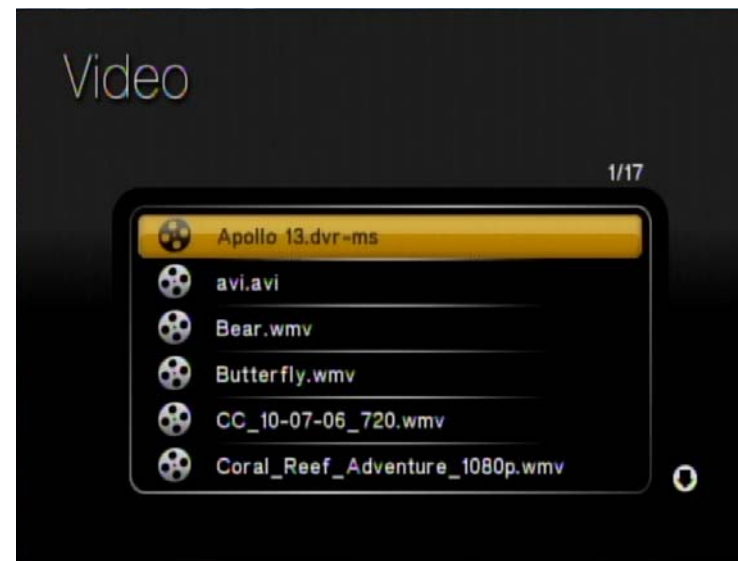 Video
1/17
Apollo 13.dvr-ms
avi.avi
Bear.wmv
Butterfly.wmv
CC_10-07-06_720.wmv
Coral_Reef_Adventure_1080p.wmv